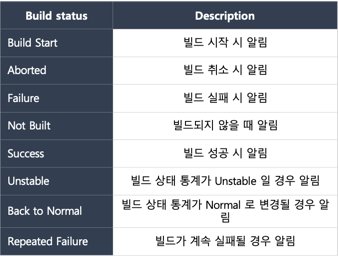 Build status Description
Build Start 빌드 시작 시 알림
Aborted 빌드 취소 시 알림
Failure 빌드 실패 시 알림
Not Built 빌드되지 않을 때 알림
Success 빌드 성공 시 알림
Unstable 빌드 상태 통계가 Unstable 일 경우 알림
Back to Normal 빌드 상태 통계가 Normal 로 변경될 경우 알
림
Repeated Failure 빌드가 계속 실패될 경우 알림